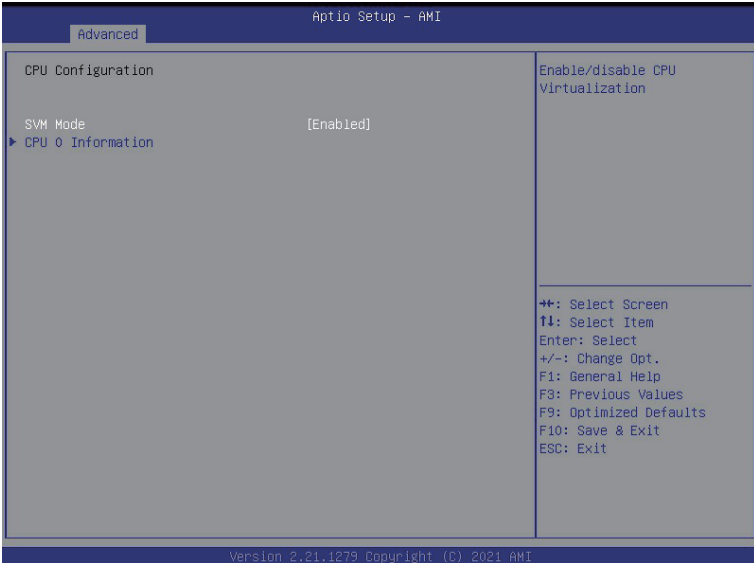 Aptio Setup – AMI
Advanced
CPU Configuration
SVM Mode [Enabled]
CPU 0 Information
Enable/disable CPU
Virtualization
→←: Select Screen
↑↓: Select Item
Enter: Select
+/-: Change Opt.
F1: General Help
F3: Previous Values
F9: Optimized Defaults
F10: Save & Exit
ESC: Exit
Version 2.21.1279 Copyright (C) 2021 AMI